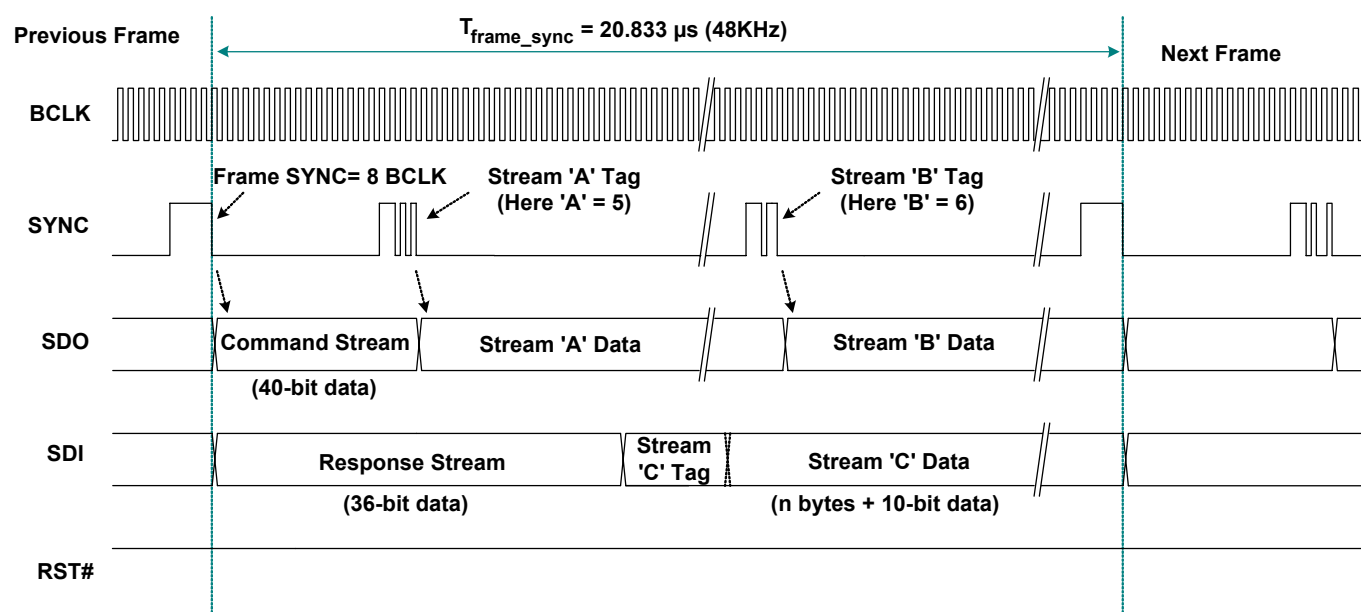 T frame_sync = 20.833 µs (48KHz)
Previous Frame
Next Frame
BCLK
Frame SYNC= 8 BCLK
Stream 'A' Tag
(Here 'A' = 5)
Stream 'B' Tag
(Here 'B' = 6)
SYNC
SDO
Command Stream
Stream 'A' Data
Stream 'B' Data
(40-bit data)
SDI
Response Stream
Stream
'C' Tag
Stream 'C' Data
(36-bit data)
(n bytes + 10-bit data)
RST#